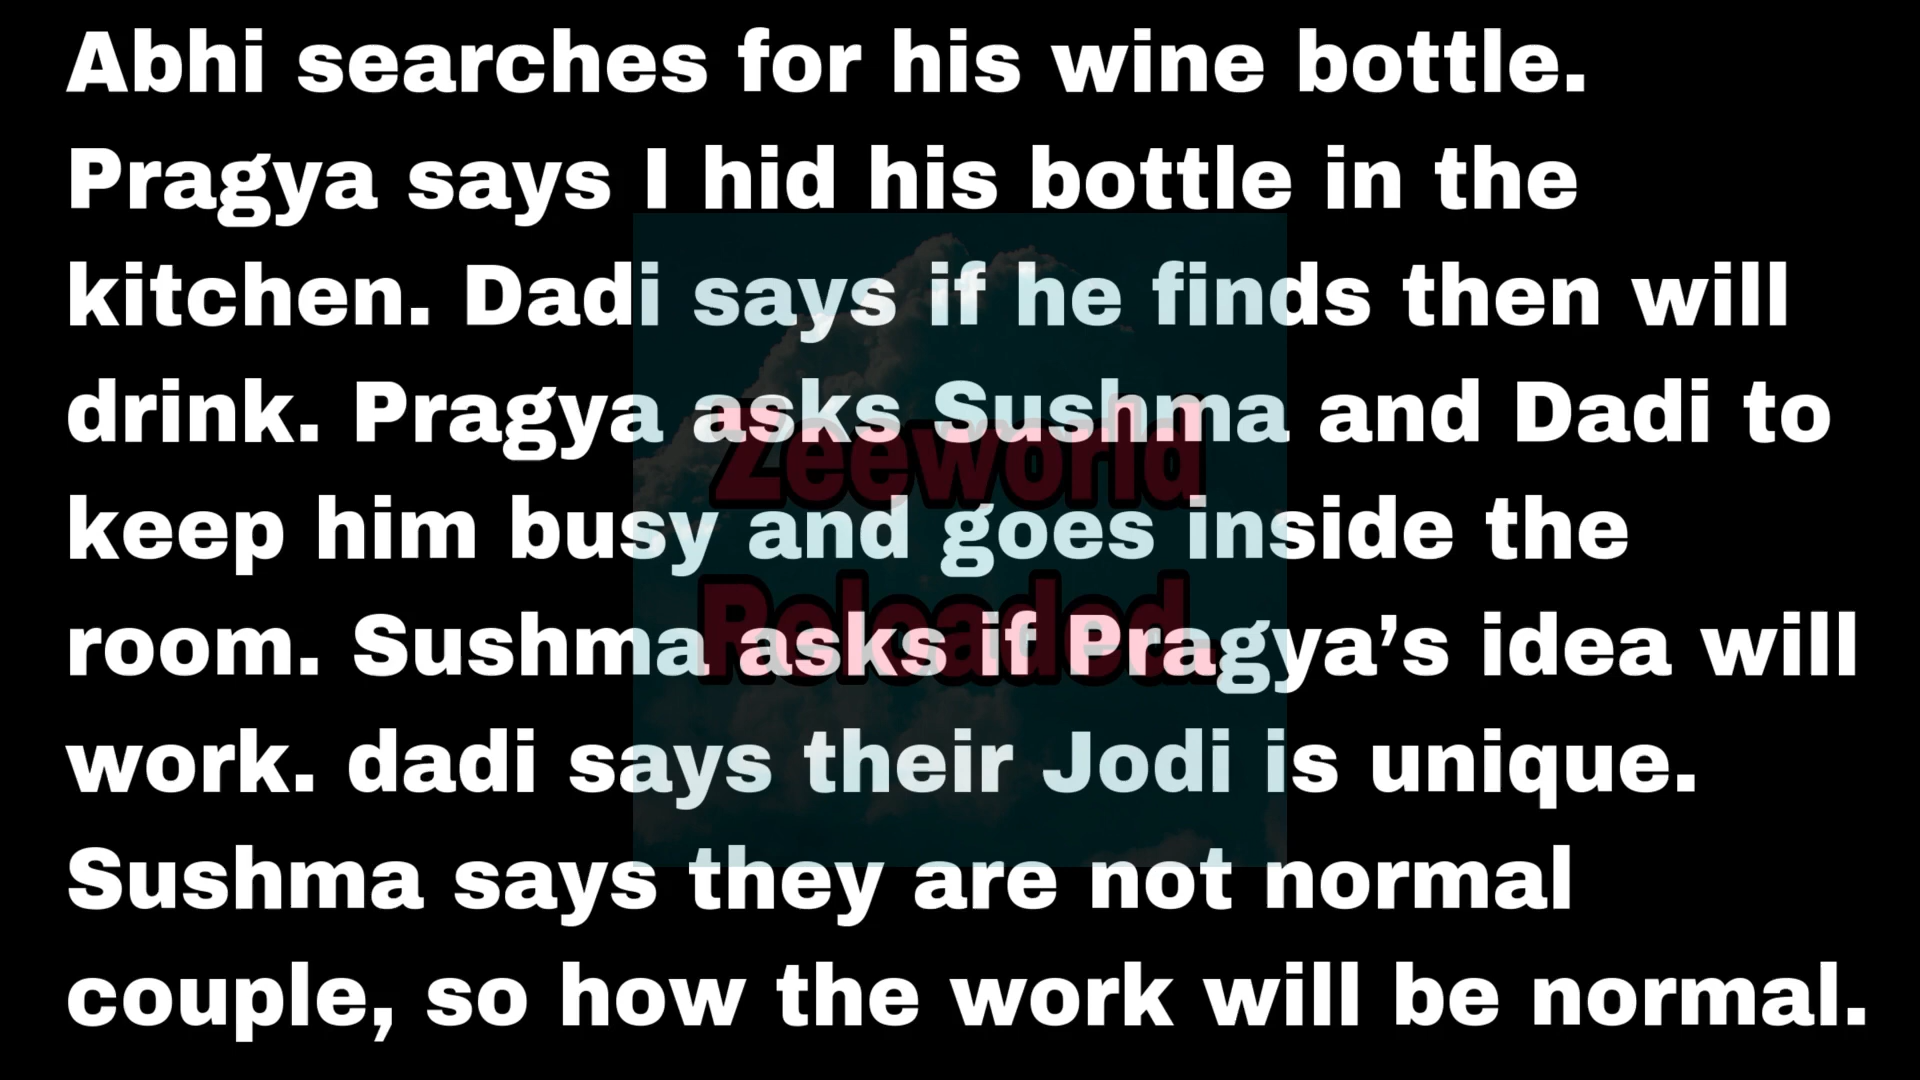 Abhi searches for his wine bottle.
Pragya says I hid his bottle in the
kitchen. Dadi says if he finds then will
drink. Pragya asks Sushma and Dadi to
Zeeworld
keep him busy and goes inside the
Reloaded.
room. Sushma asks if Pragya’s idea will
work. dadi says their Jodi is unique.
Sushma says they are not normal
couple, so how the work will be normal.